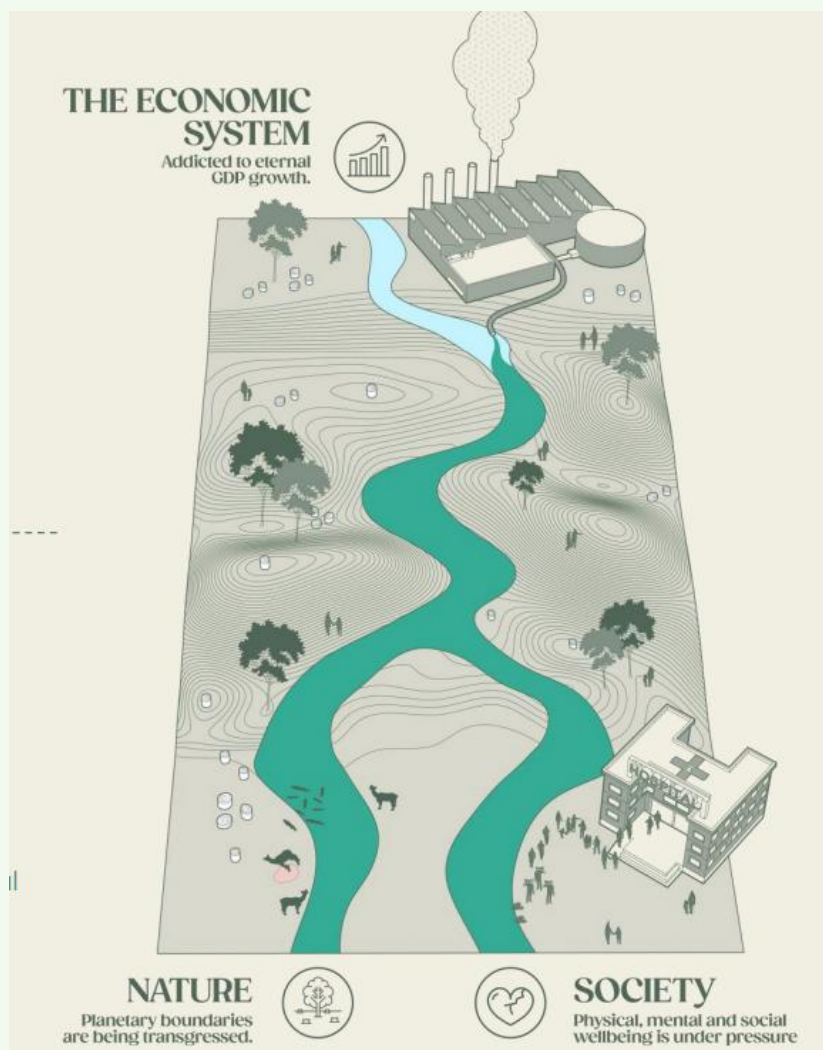 THE ECONOMIC
SYSTEM
Addicted to eternal
GDP growth.
HOSPITAL
NATURE
Planetary boundaries
are being transgressed.
SOCIETY
Physical, mental and social
wellbeing is under pressure